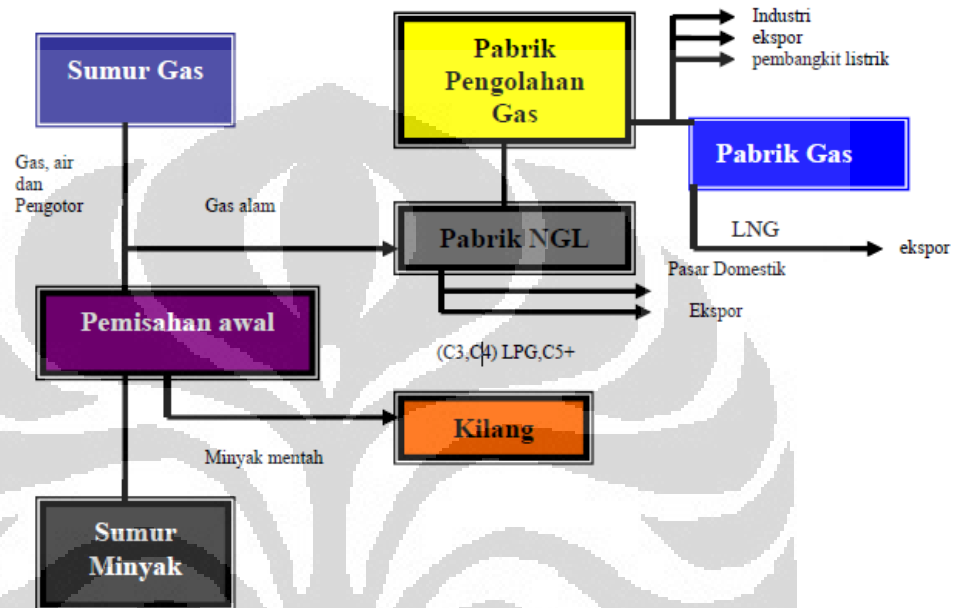 Sumur Gas
Pabrik
Pengolahan
Gas
Industri
ekspor
pembangkit listrik
Pabrik Gas
Gas, air
dan
Pengotor
Gas alam
Pabrik NGL
LNG
ekspor
Pasar Domestik
Ekspor
Pemisahan awal
(C3,C4) LPG,C5+
Kilang
Minyak mentah
Sumur
Minyak